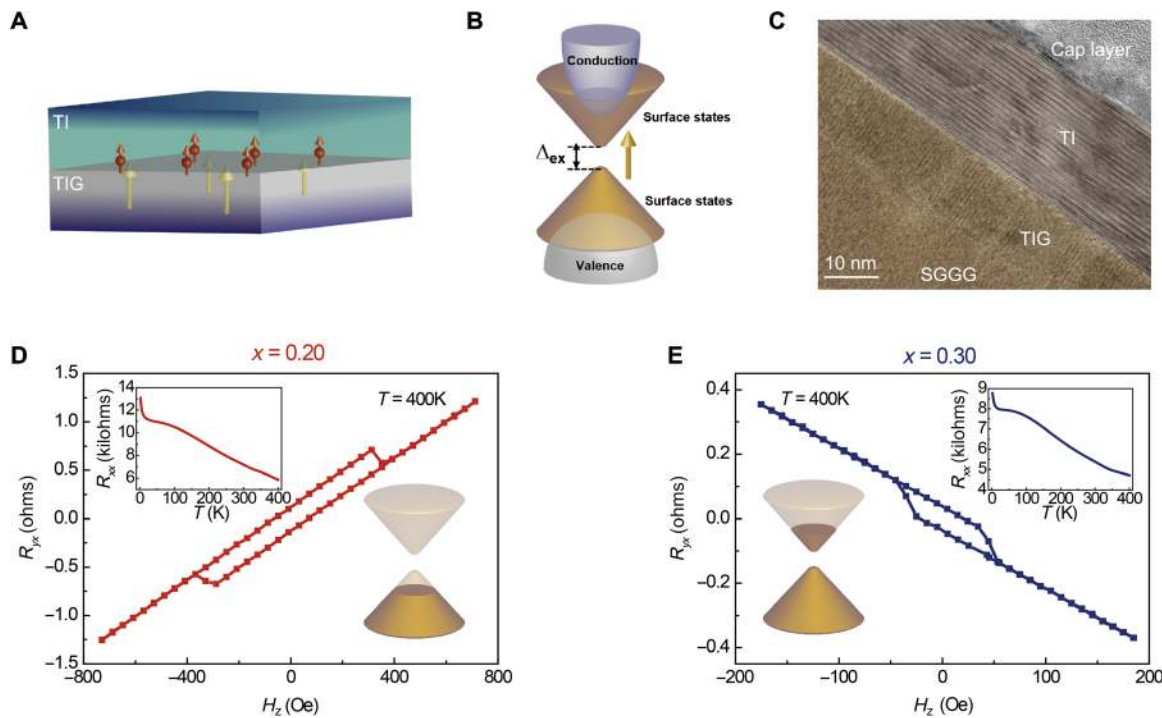 A
TI
TIG
B
Conduction
Surface states
Δex
Surface states
Valence
C
Cap layer
TI
TIG
10 nm
SGGG
D
x = 0.20
1.5
1.0
0.5
0.0
−0.5
−1.0
−1.5
Ryx (ohms)
−800
−400
0
400
800
Hz (Oe)
T = 400K
14
12
10
8
6
Rxx (kilohms)
0
100
200
300
400
T (K)
E
x = 0.30
0.4
0.2
0.0
−0.2
−0.4
Ryx (ohms)
−200
−100
0
100
200
Hz (Oe)
T = 400K
9
8
7
6
5
4
Rxx (kilohms)
0
100
200
300
400
T (K)